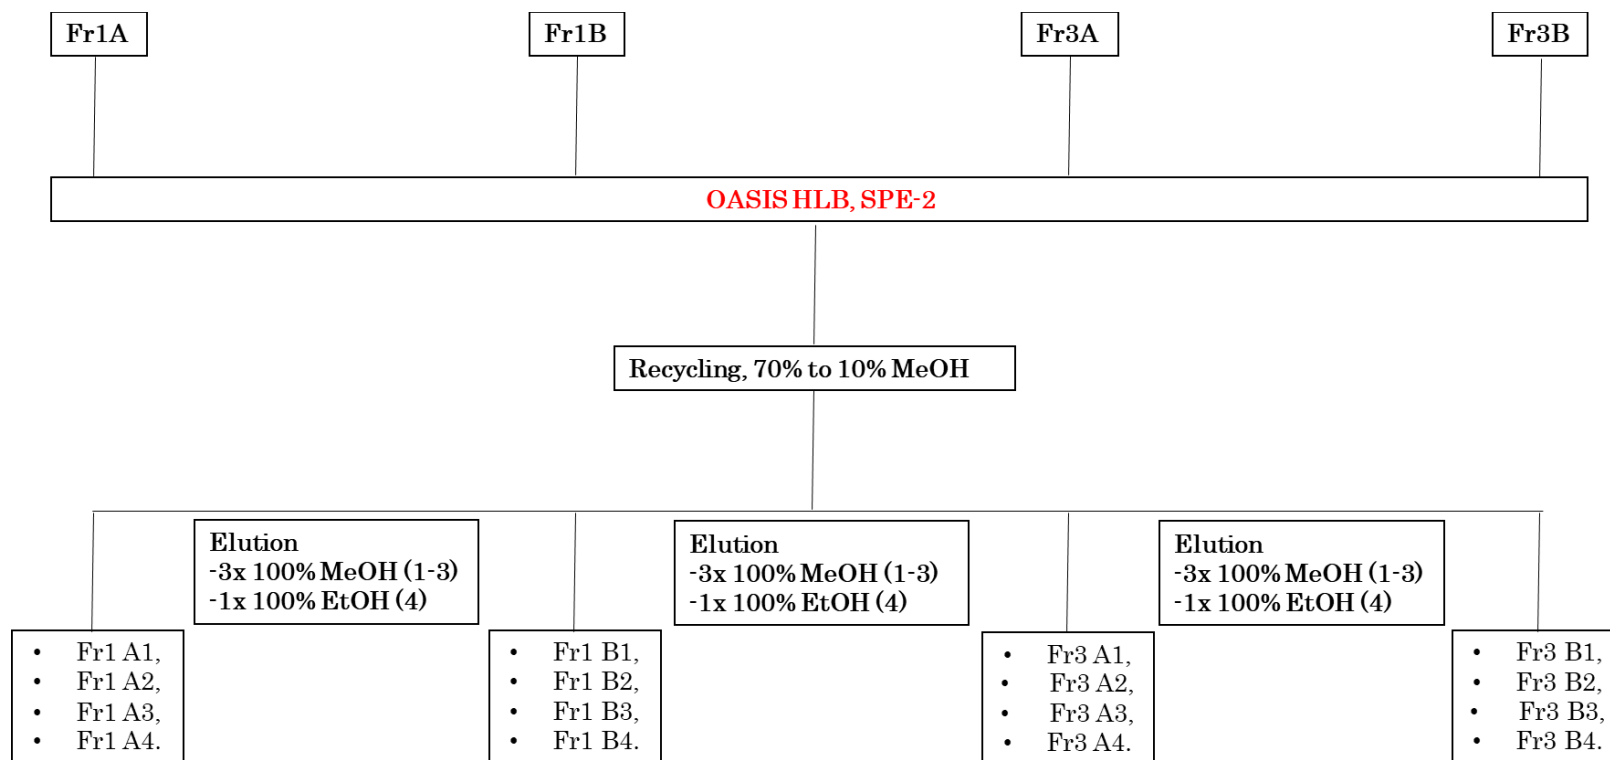 Fr1A
Fr1B
Fr3A
Fr3B
OASIS HLB, SPE-2
Recycling, 70% to 10% MeOH
Elution
-3x 100% MeOH (1-3)
-1x 100% EtOH (4)
Elution
-3x 100% MeOH (1-3)
-1x 100% EtOH (4)
Elution
-3x 100% MeOH (1-3)
-1x 100% EtOH (4)
• Fr1 A1,
• Fr1 A2,
• Fr1 A3,
• Fr1 A4.
• Fr1 B1,
• Fr1 B2,
• Fr1 B3,
• Fr1 B4.
• Fr3 A1,
• Fr3 A2,
• Fr3 A3,
• Fr3 A4.
• Fr3 B1,
• Fr3 B2,
• Fr3 B3,
• Fr3 B4.